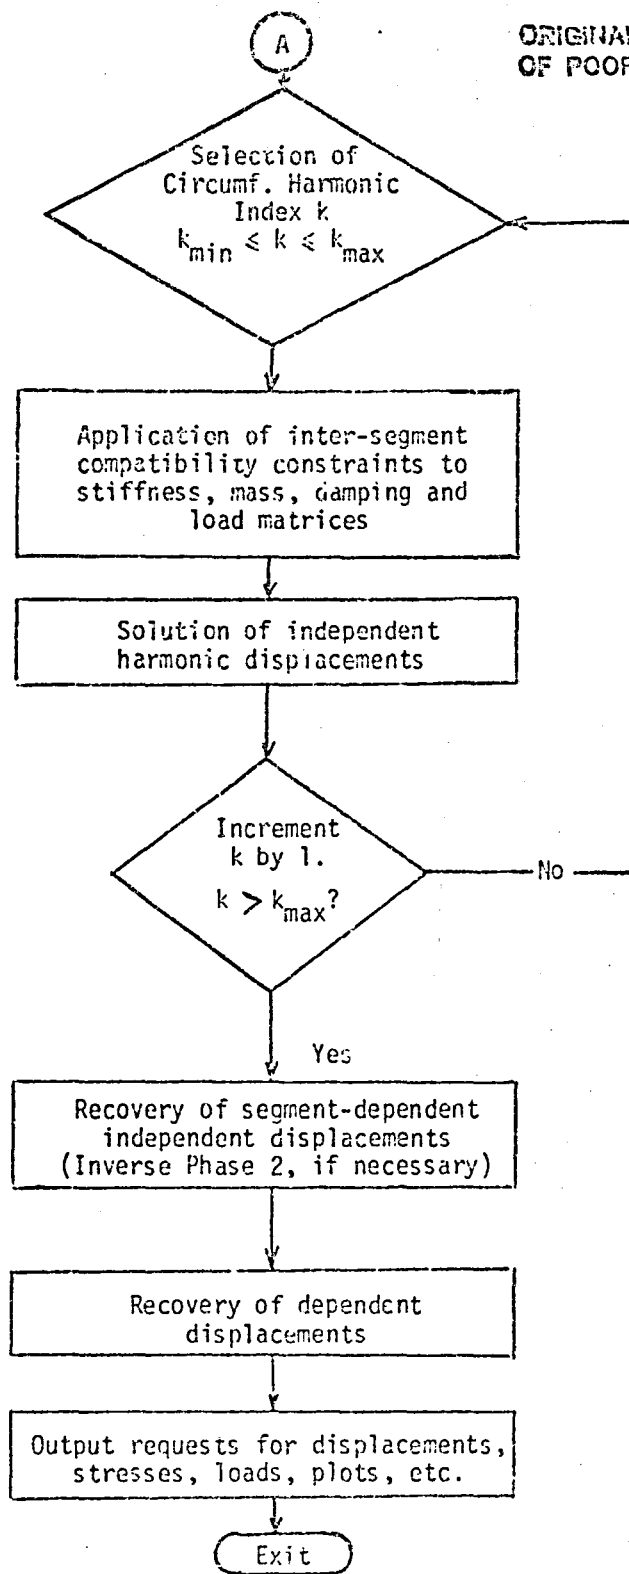 A
ORIGINAL
OF POOR
Selection of
Circumf. Harmonic
Index k
k_min ≤ k ≤ k_max
Application of inter-segment
compatibility constraints to
stiffness, mass, damping and
load matrices
Solution of independent
harmonic displacements
Increment
k by 1.
k > k_max?
No
Yes
Recovery of segment-dependent
independent displacements
(Inverse Phase 2, if necessary)
Recovery of dependent
displacements
Output requests for displacements,
stresses, loads, plots, etc.
Exit